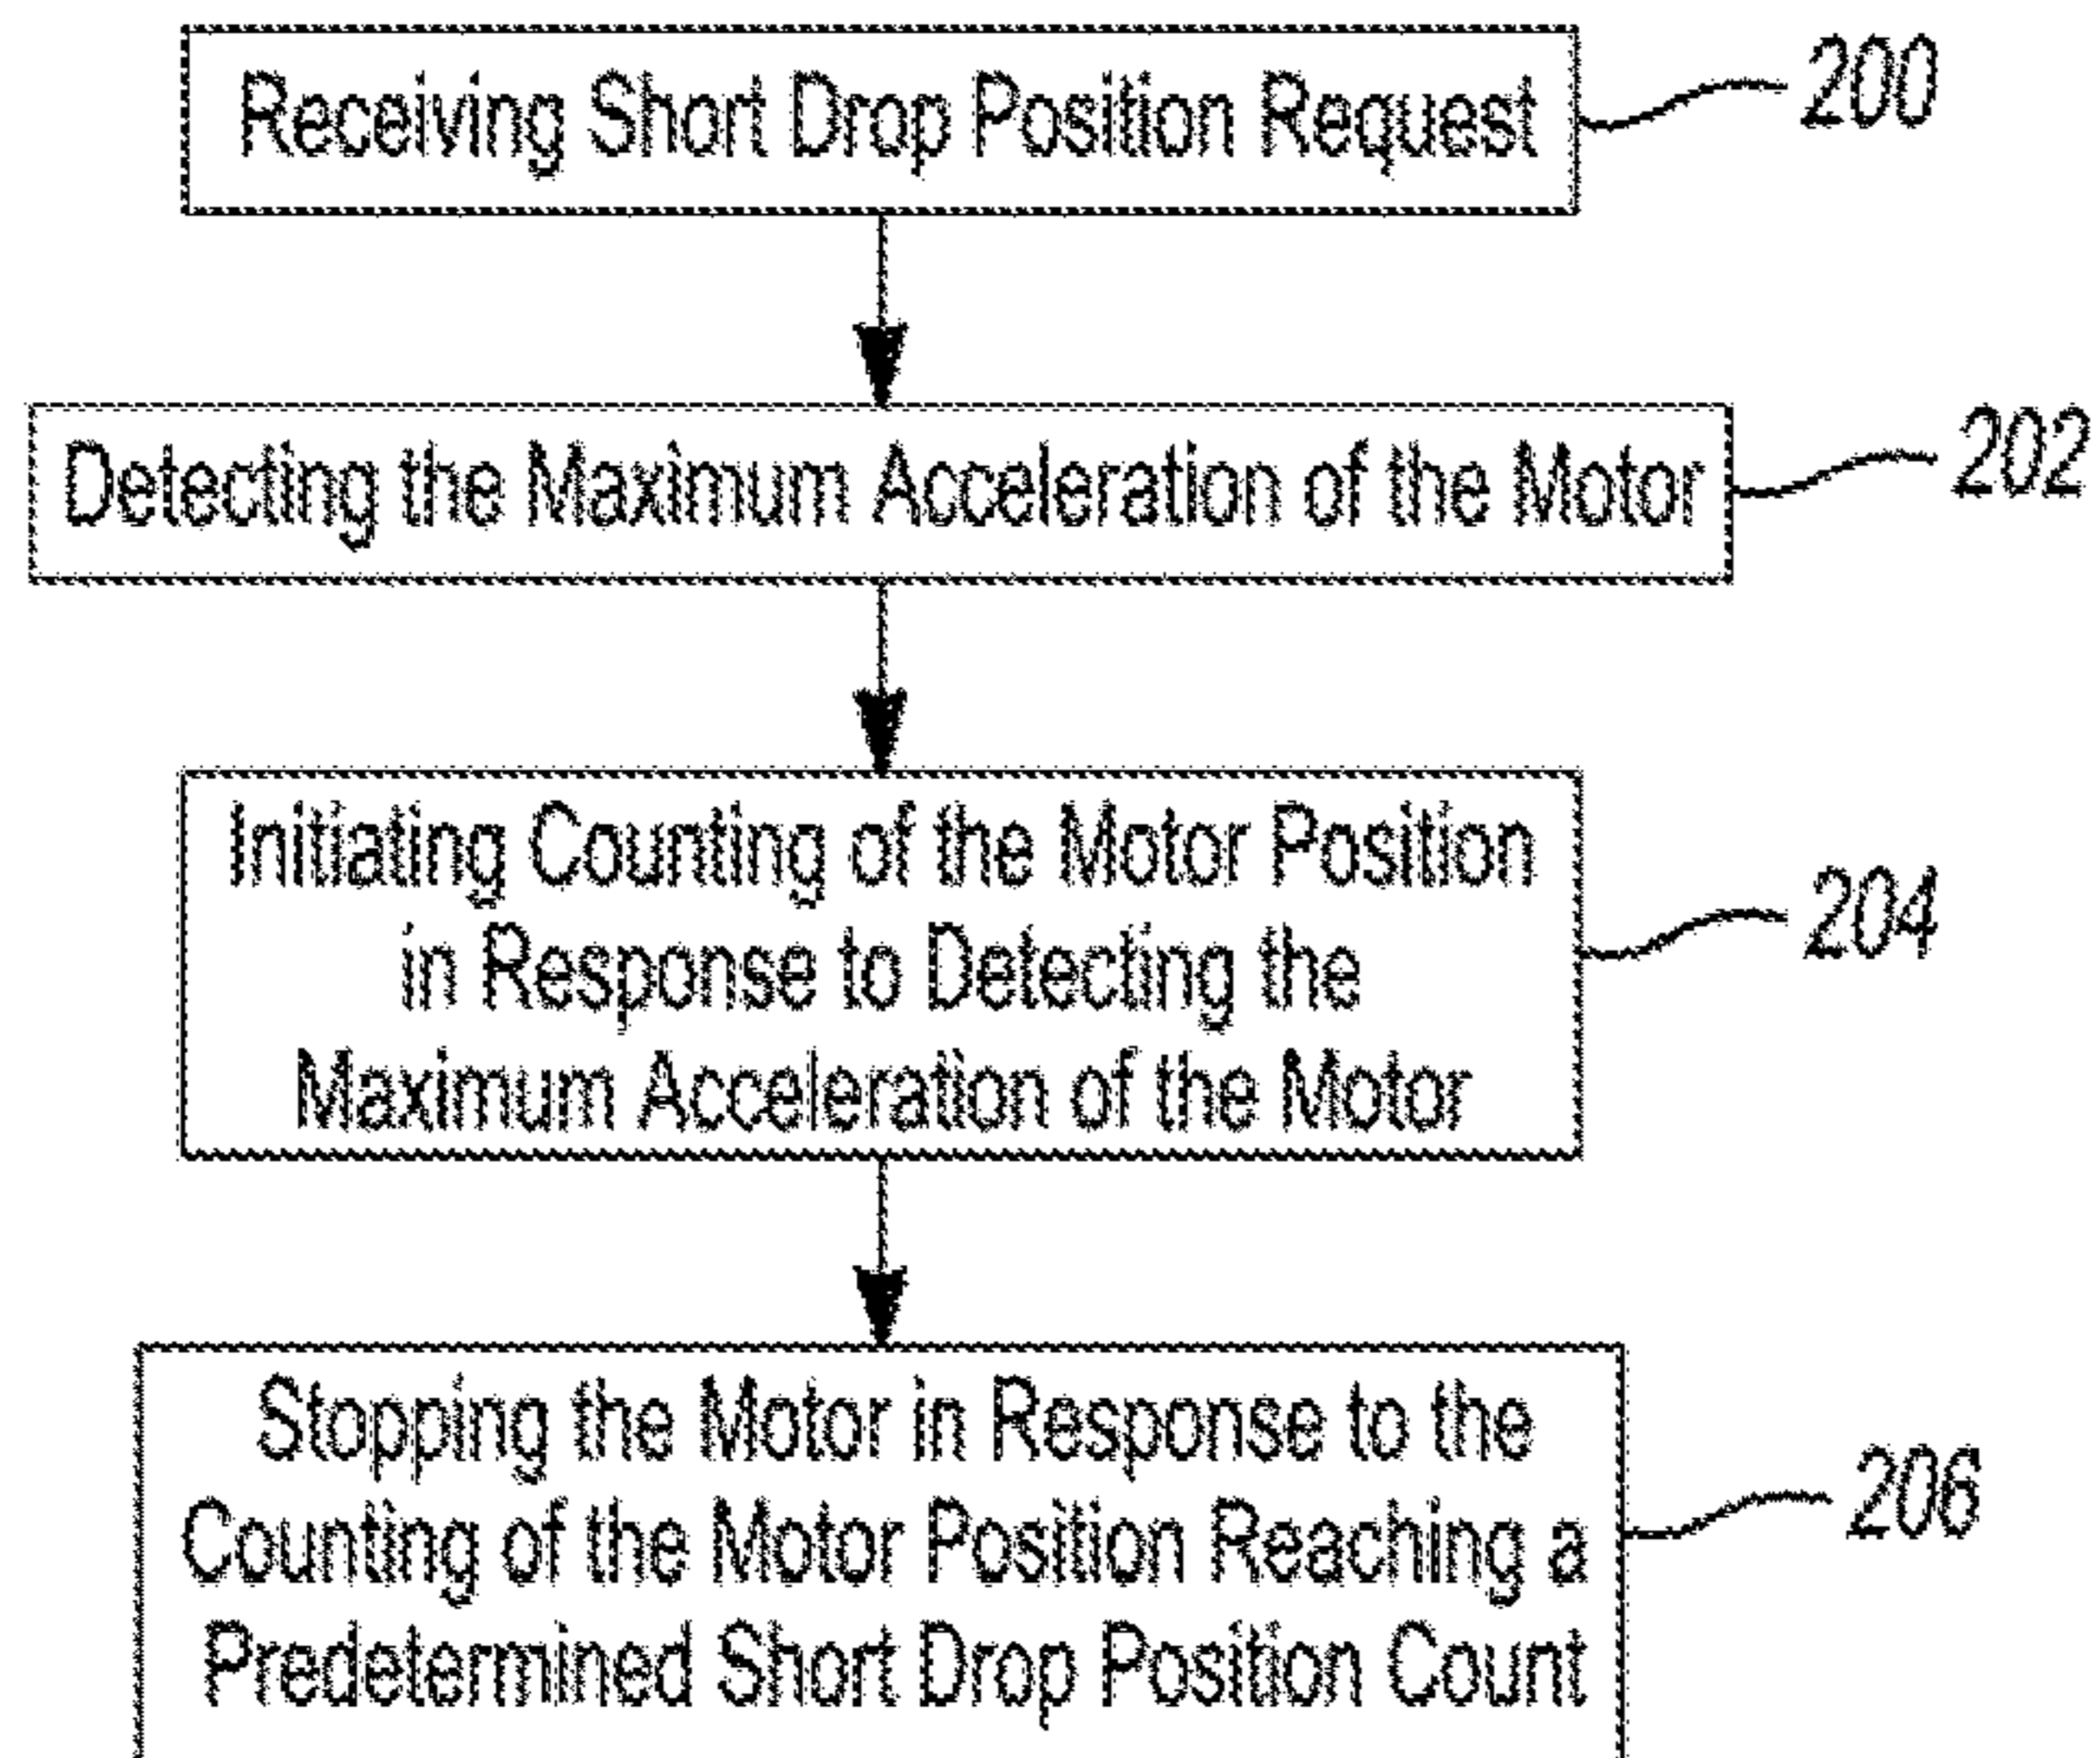 Receiving Short Drop Position Request
200
Detecting the Maximum Acceleration of the Motor
202
Initiating Counting of the Motor Position
in Response to Detecting the
Maximum Acceleration of the Motor
204
Stopping the Motor in Response to the
Counting of the Motor Position Reaching a
Predetermined Short Drop Position Count
206